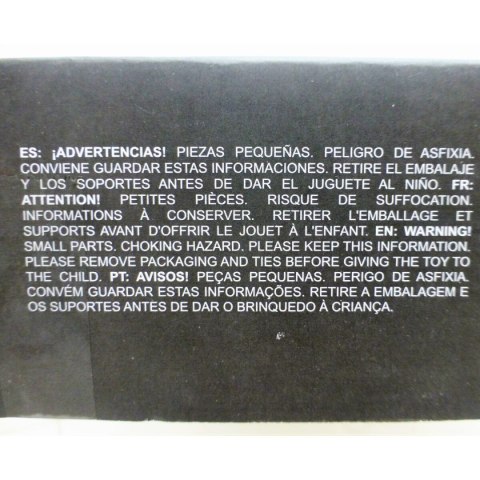 ES: ¡ADVERTENCIAS! PIEZAS PEQUEÑAS. PELIGRO DE ASFIXIA.
CONVIENE GUARDAR ESTAS INFORMACIONES. RETIRE EL EMBALAJE
Y LOS SOPORTES ANTES DE DAR EL JUGUETE AL NIÑO. FR:
ATTENTION! PETITES PIÈCES. RISQUE DE SUFFOCATION.
INFORMATIONS À CONSERVER. RETIRER L'EMBALLAGE ET
SUPPORTS AVANT D'OFFRIR LE JOUET À L'ENFANT. EN: WARNING!
SMALL PARTS. CHOKING HAZARD. PLEASE KEEP THIS INFORMATION.
PLEASE REMOVE PACKAGING AND TIES BEFORE GIVING THE TOY TO
THE CHILD. PT: AVISOS! PEÇAS PEQUENAS. PERIGO DE ASFIXIA.
CONVÉM GUARDAR ESTAS INFORMAÇÕES. RETIRE A EMBALAGEM E
OS SUPORTES ANTES DE DAR O BRINQUEDO À CRIANÇA.